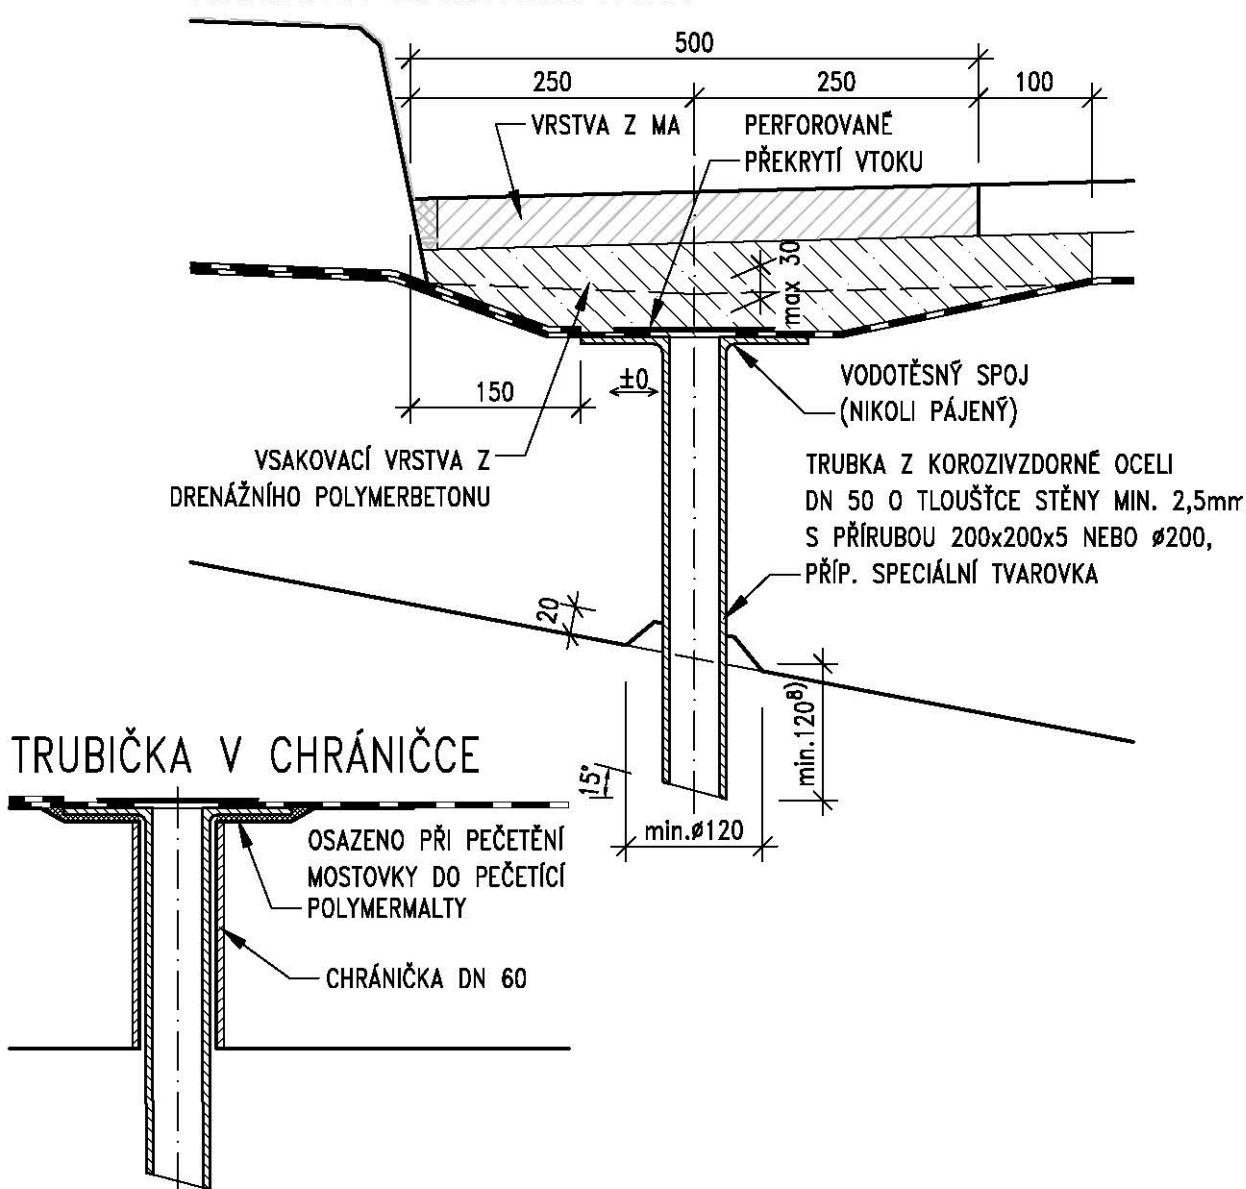 500
250
250
100
VRSTVA Z MA
PERFOROVANÉ
PŘEKRYTÍ VTOKU
max 30
150
±0
VODOTĚSNÝ SPOJ
(NIKOLI PÁJENÝ)
VSAKOVACÍ VRSTVA Z
DRENÁŽNÍHO POLYMERBETONU
TRUBKA Z KOROZIVZDORNÉ OCELI
DN 50 O TLOUŠŤCE STĚNY MIN. 2,5mm
S PŘÍRUBOU 200x200x5 NEBO ø200,
PŘÍP. SPECIÁLNÍ TVAROVKA
20
min.120⁸⁾
15°
min.ø120
TRUBIČKA V CHRÁNIČCE
OSAZENO PŘI PEČETĚNÍ
MOSTOVKY DO PEČETÍCÍ
POLYMERMALTY
CHRÁNIČKA DN 60